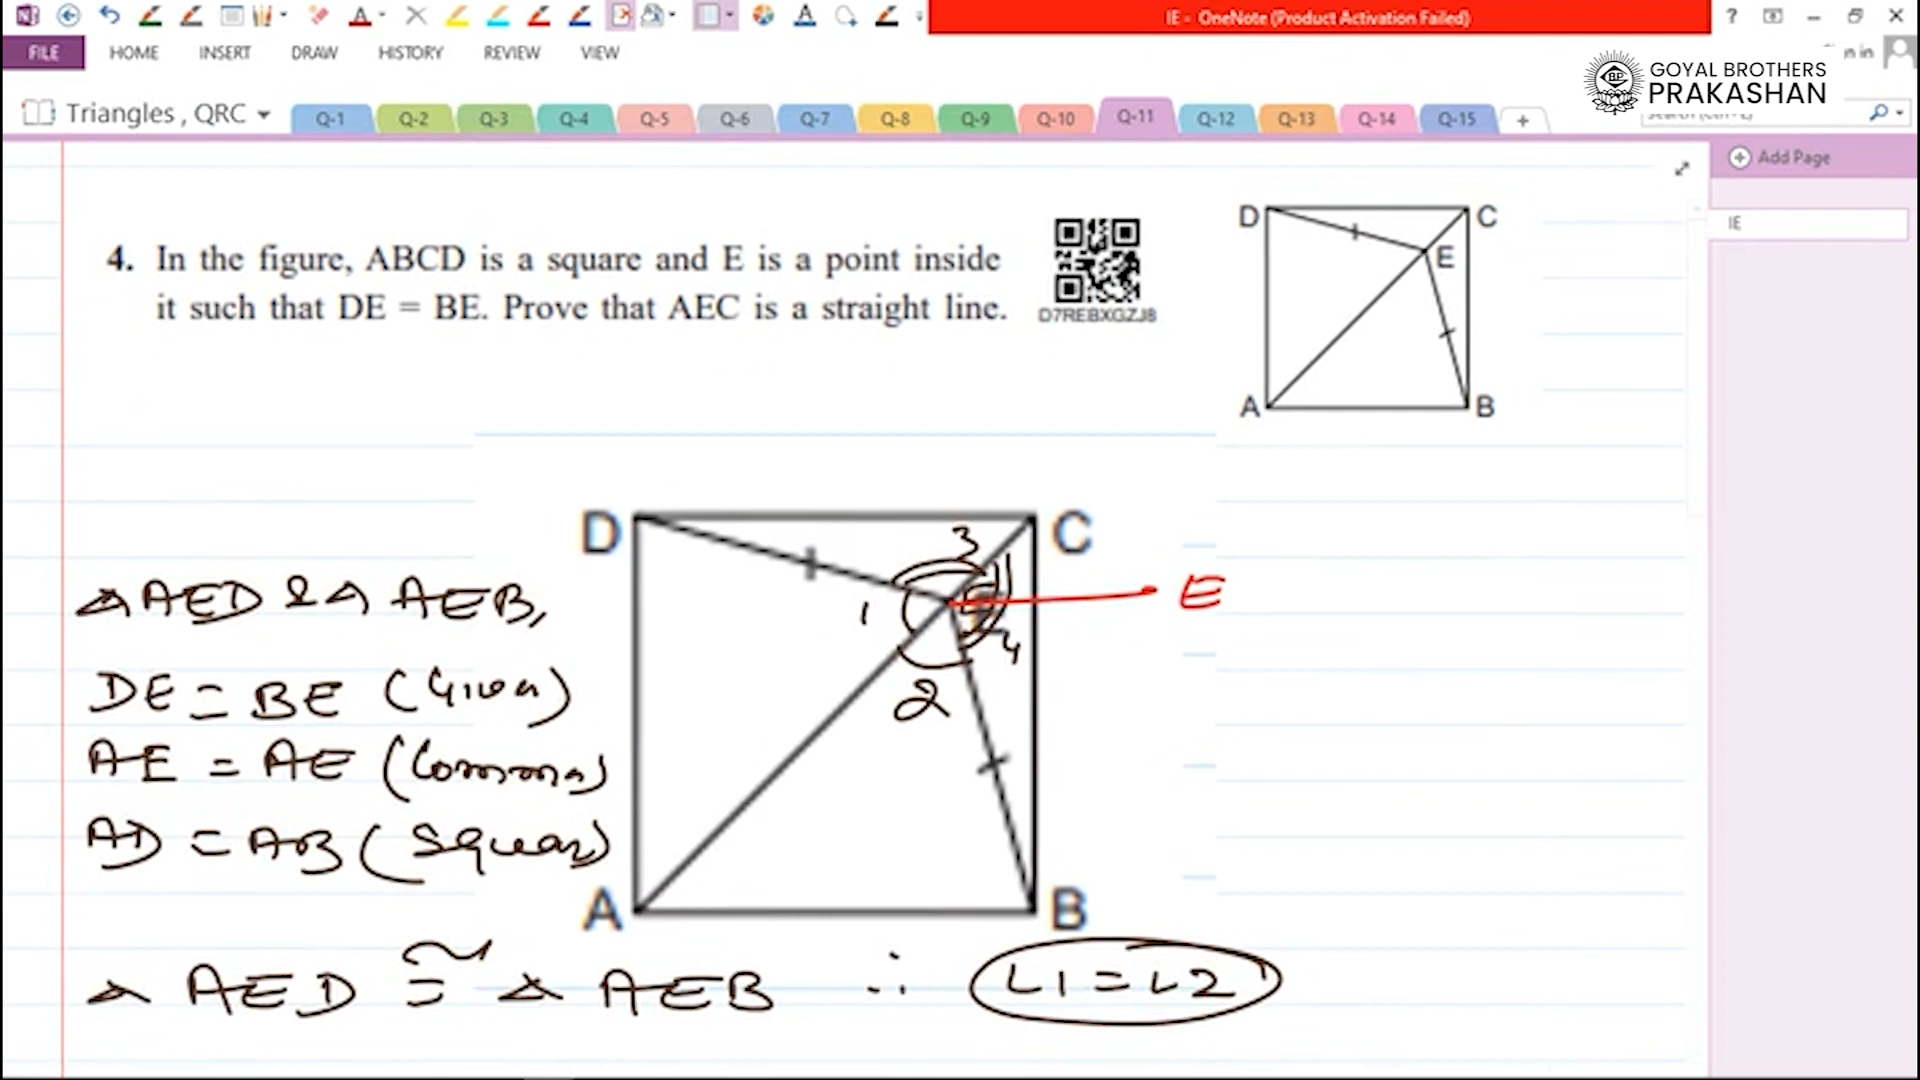 IE - OneNote (Product Activation Failed)
FILE HOME INSERT DRAW HISTORY REVIEW VIEW
GOYAL BROTHERS
PRAKASHAN
Triangles , QRC Q-1 Q-2 Q-3 Q-4 Q-5 Q-6 Q-7 Q-8 Q-9 Q-10 Q-11 Q-12 Q-13 Q-14 Q-15 +
Add Page
IE
4. In the figure, ABCD is a square and E is a point inside
it such that DE = BE. Prove that AEC is a straight line.
D7REBXGZJ8
D C
E
A B
D C
3
1
E
4
2
A B
△AED & △ AEB,
DE = BE (Given)
AE = AE (Common)
AD = AB (Square)
△ AED ≅ △ AEB ∴ ∠1=∠2